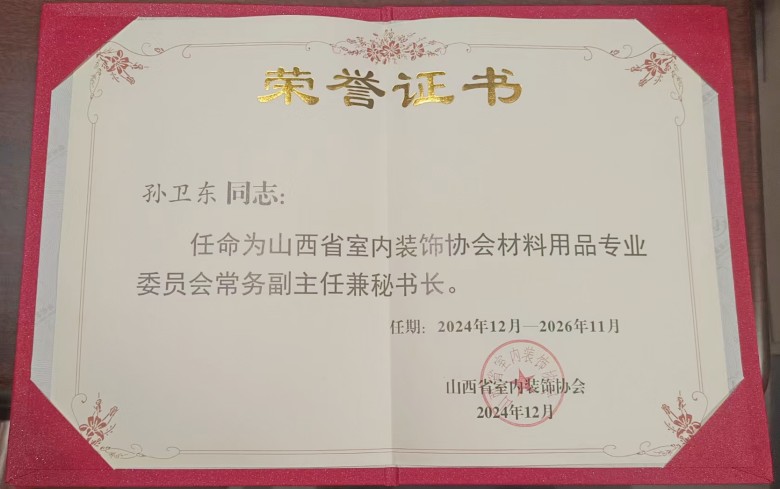 荣誉证书
孙卫东 同志：
任命为山西省室内装饰协会材料用品专业
委员会常务副主任兼秘书长。
任期：2024年12月—2026年11月
山西省室内装饰协会
2024年12月